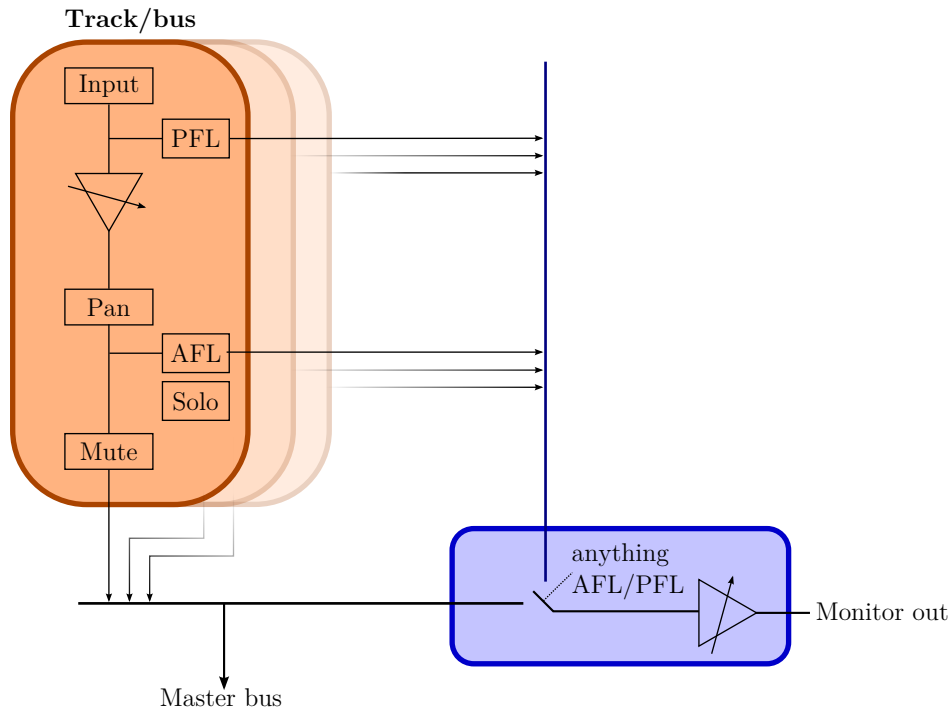 Track/bus
Input
PFL
Pan
AFL
Solo
Mute
anything
AFL/PFL
Monitor out
Master bus